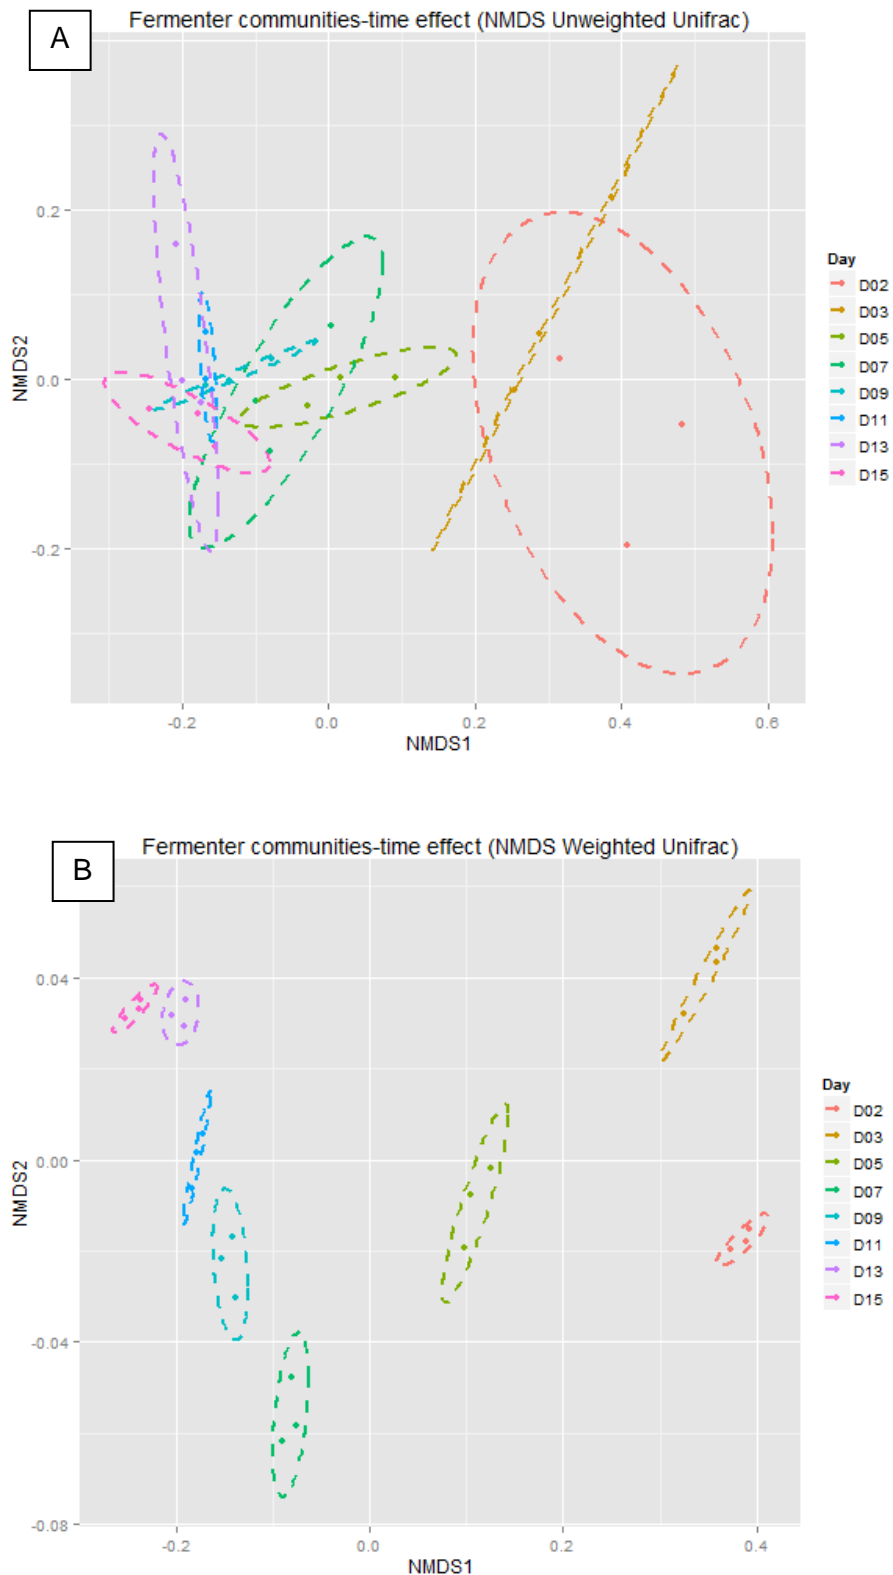 A
Fermenter communities-time effect (NMDS Unweighted Unifrac)
NMDS2
0.2
0.0
-0.2
-0.2
0.0
0.2
0.4
0.6
NMDS1
Day
D02
D03
D05
D07
D09
D11
D13
D15
B
Fermenter communities-time effect (NMDS Weighted Unifrac)
NMDS2
0.04
0.00
-0.04
-0.08
-0.2
0.0
0.2
0.4
NMDS1
Day
D02
D03
D05
D07
D09
D11
D13
D15